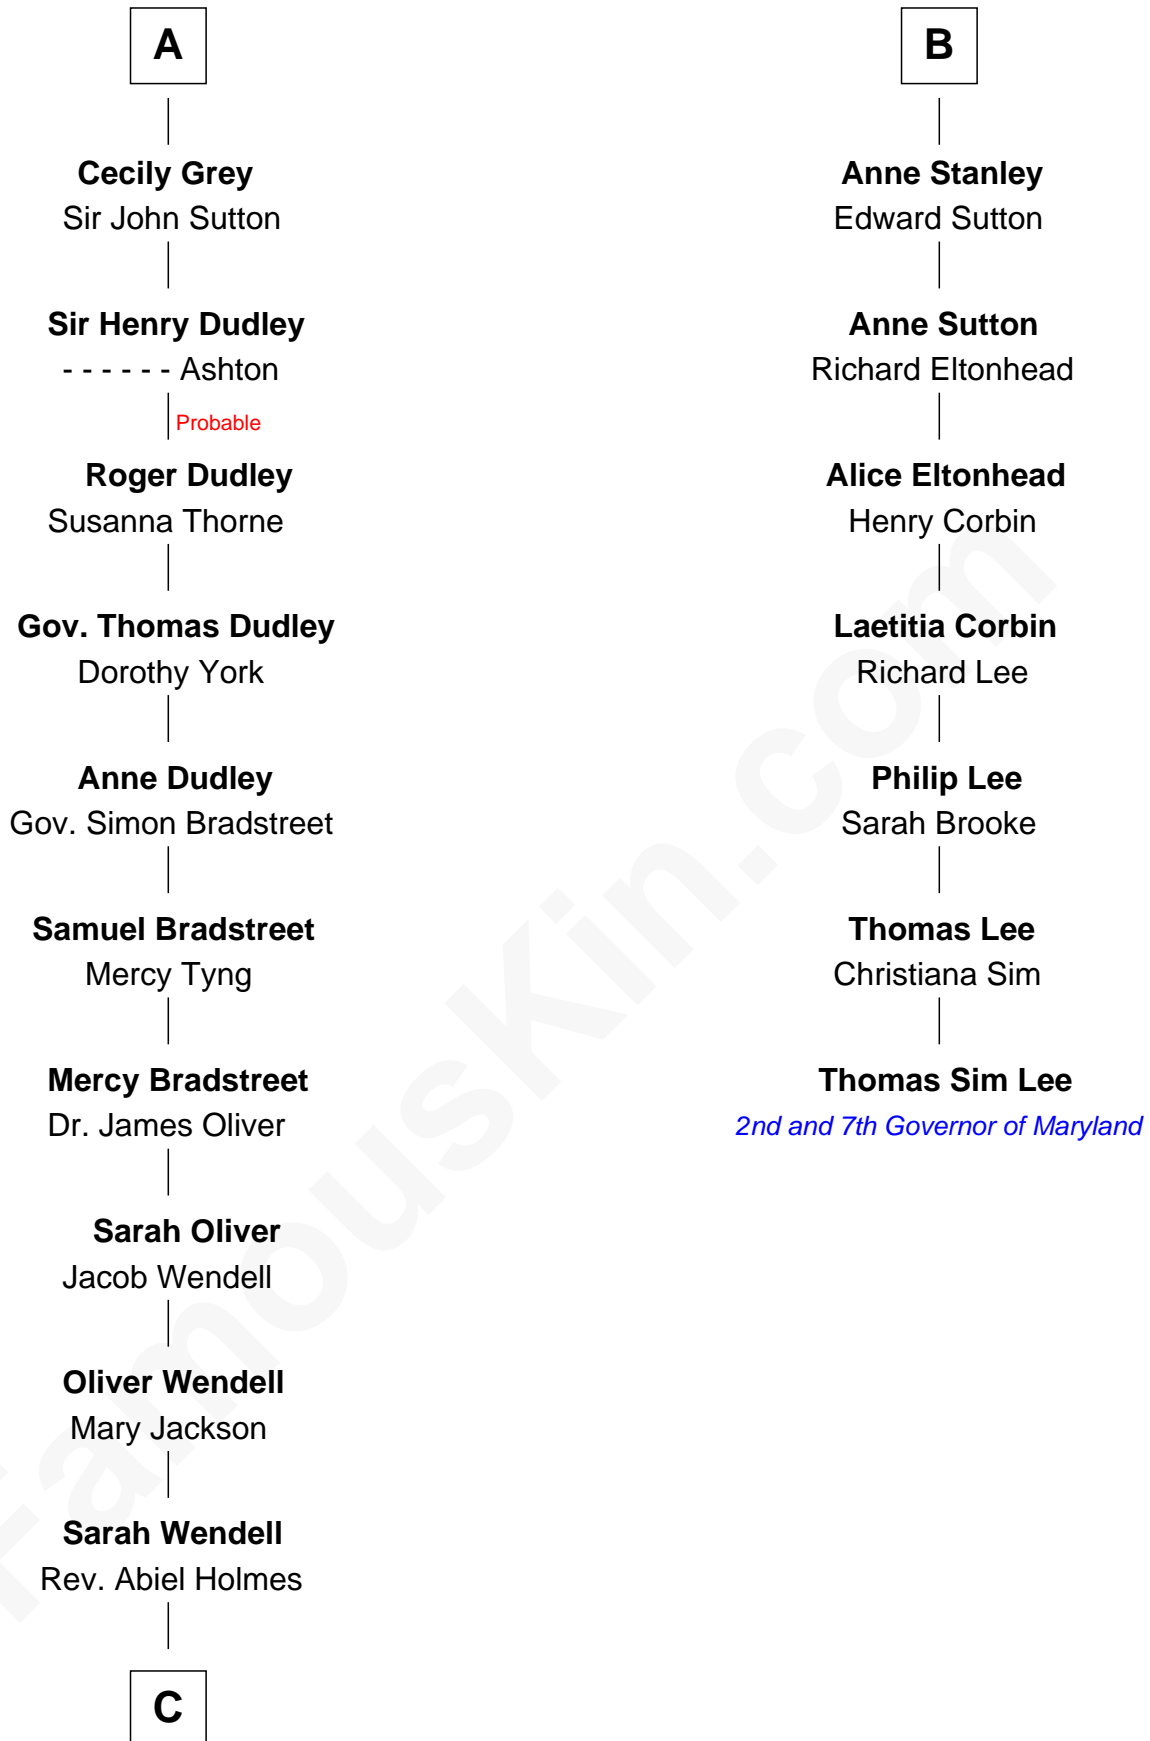 A
Cecily Grey
Sir John Sutton
Sir Henry Dudley
- - - - - - Ashton
Probable
Roger Dudley
Susanna Thorne
Gov. Thomas Dudley
Dorothy York
Anne Dudley
Gov. Simon Bradstreet
Samuel Bradstreet
Mercy Tyng
Mercy Bradstreet
Dr. James Oliver
Sarah Oliver
Jacob Wendell
Oliver Wendell
Mary Jackson
Sarah Wendell
Rev. Abiel Holmes
C
B
Anne Stanley
Edward Sutton
Anne Sutton
Richard Eltonhead
Alice Eltonhead
Henry Corbin
Laetitia Corbin
Richard Lee
Philip Lee
Sarah Brooke
Thomas Lee
Christiana Sim
Thomas Sim Lee
2nd and 7th Governor of Maryland
FamousKin.com